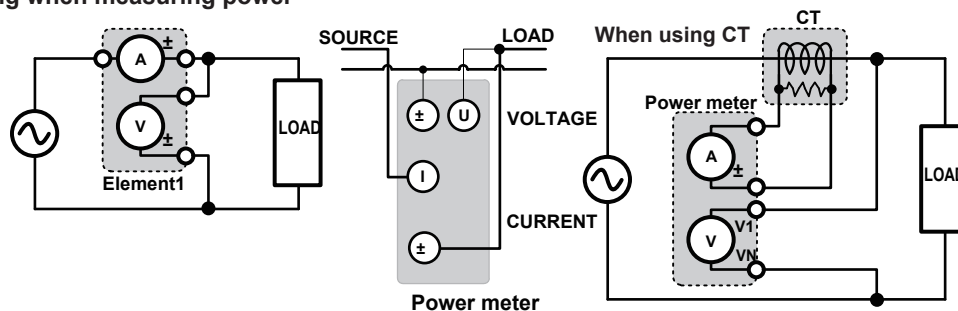 when measuring power
A
±
V
±
Element1
LOAD
SOURCE
LOAD
±
U
VOLTAGE
I
CURRENT
±
Power meter
When using CT
CT
Power meter
A
±
V1
V
VN
LOAD